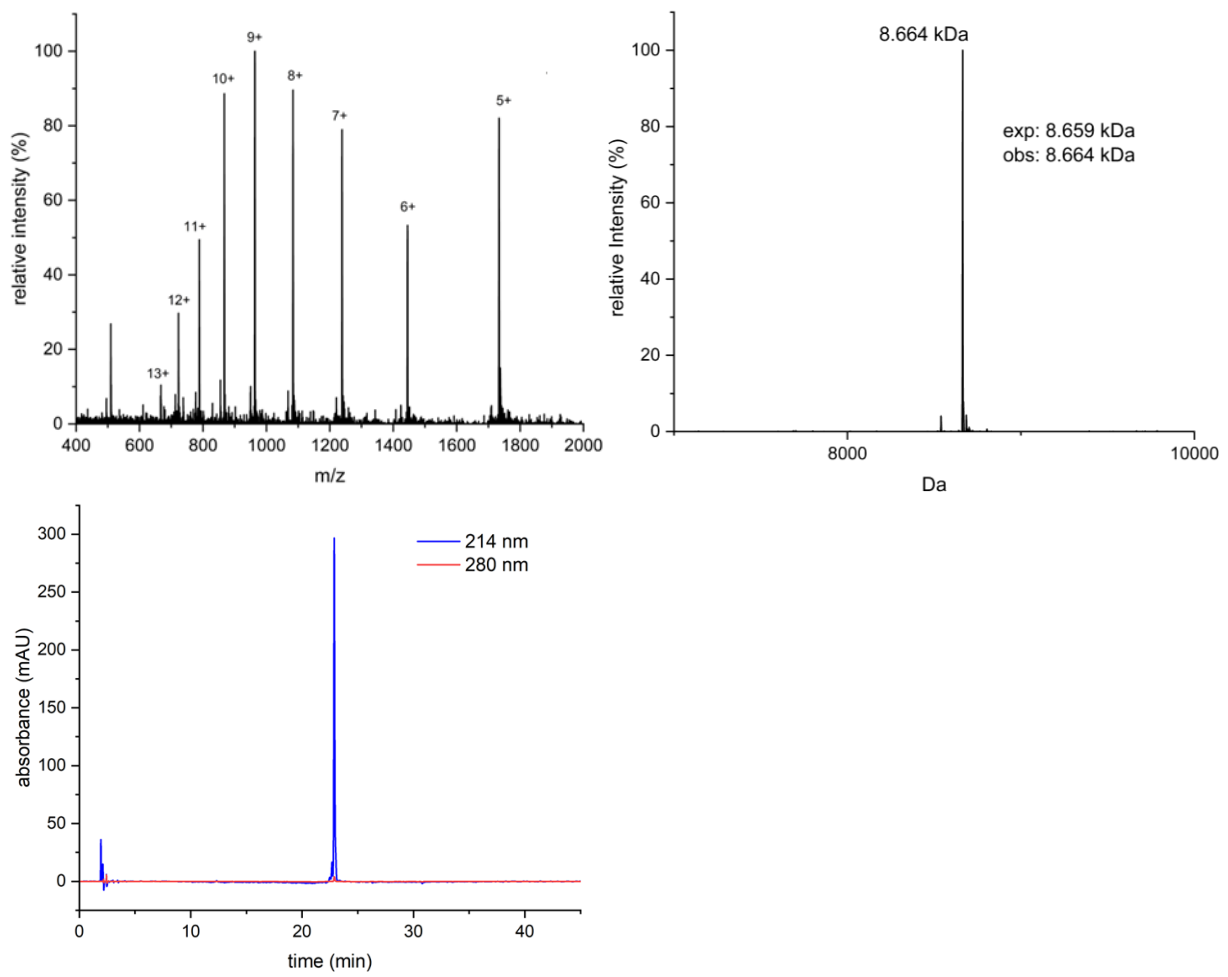 100
80
60
40
20
0
relative intensity (%)
13+
12+
11+
10+
9+
8+
7+
6+
5+
400 600 800 1000 1200 1400 1600 1800 2000
m/z
8.664 kDa
100
80
60
40
20
0
relative Intensity (%)
exp: 8.659 kDa
obs: 8.664 kDa
8000 10000
Da
300
250
200
150
100
50
0
absorbance (mAU)
214 nm
280 nm
0 10 20 30 40
time (min)